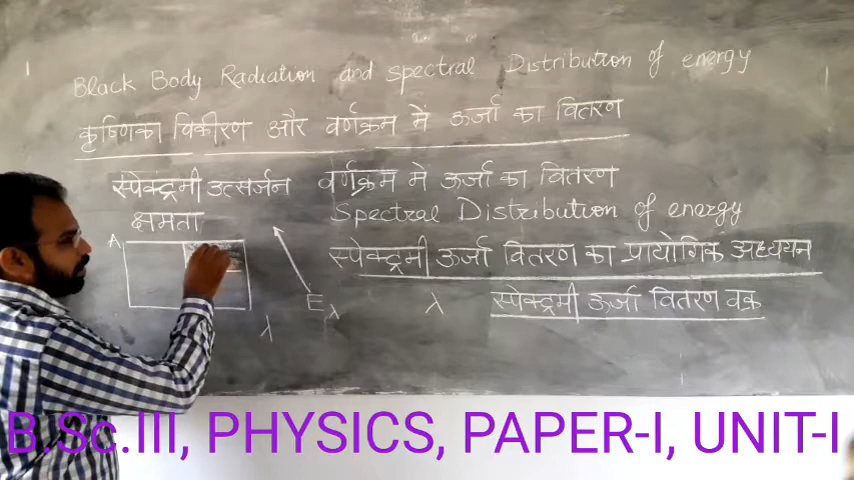 Black Body Radiation and spectral Distribution of energy
कृष्णिका विकीरण और वर्णक्रम में ऊर्जा का वितरण
स्पेक्ट्रमी उत्सर्जन क्षमता
वर्णक्रम में ऊर्जा का वितरण
Spectral Distribution of energy
स्पेक्ट्रमी ऊर्जा वितरण का प्रायोगिक अध्ययन
स्पेक्ट्रमी ऊर्जा वितरण वक्र
A
E λ
λ
λ
B.Sc.III, PHYSICS, PAPER-I, UNIT-I